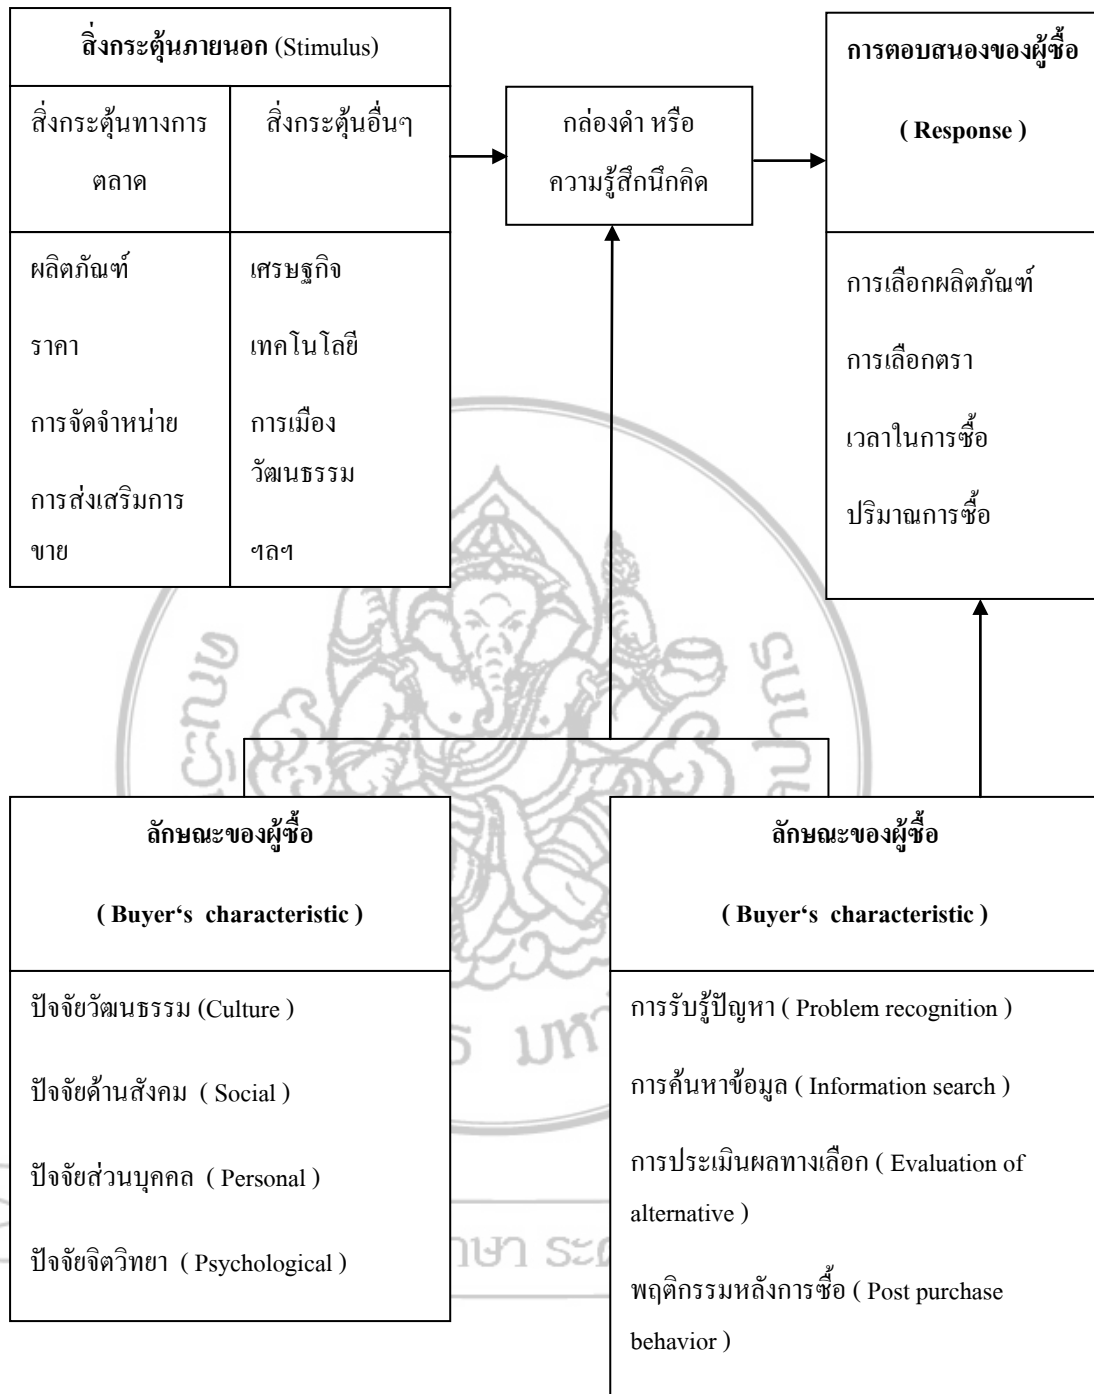 สิ่งกระตุ้นภายนอก (Stimulus)
สิ่งกระตุ้นทางการ
ตลาด
สิ่งกระตุ้นอื่นๆ
ผลิตภัณฑ์
ราคา
การจัดจำหน่าย
การส่งเสริมการ
ขาย
เศรษฐกิจ
เทคโนโลยี
การเมือง
วัฒนธรรม
ฯลฯ
กล่องดำ หรือ
ความรู้สึกนึกคิด
การตอบสนองของผู้ซื้อ
( Response )
การเลือกผลิตภัณฑ์
การเลือกตรา
เวลาในการซื้อ
ปริมาณการซื้อ
ลักษณะของผู้ซื้อ
( Buyer‘s characteristic )
ปัจจัยวัฒนธรรม (Culture )
ปัจจัยด้านสังคม ( Social )
ปัจจัยส่วนบุคคล ( Personal )
ปัจจัยจิตวิทยา ( Psychological )
ลักษณะของผู้ซื้อ
( Buyer‘s characteristic )
การรับรู้ปัญหา ( Problem recognition )
การค้นหาข้อมูล ( Information search )
การประเมินผลทางเลือก ( Evaluation of
alternative )
พฤติกรรมหลังการซื้อ ( Post purchase
behavior )